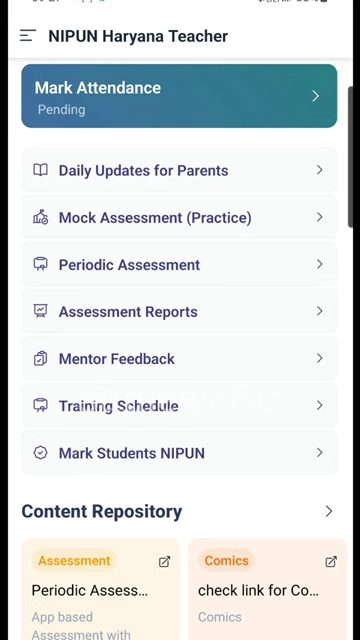 NIPUN Haryana Teacher
Mark Attendance
Pending
Daily Updates for Parents
Mock Assessment (Practice)
Periodic Assessment
Assessment Reports
Mentor Feedback
Training Schedule
Mark Students NIPUN
Content Repository
Assessment
Periodic Assess...
App based
Assessment with
Comics
check link for Co...
Comics